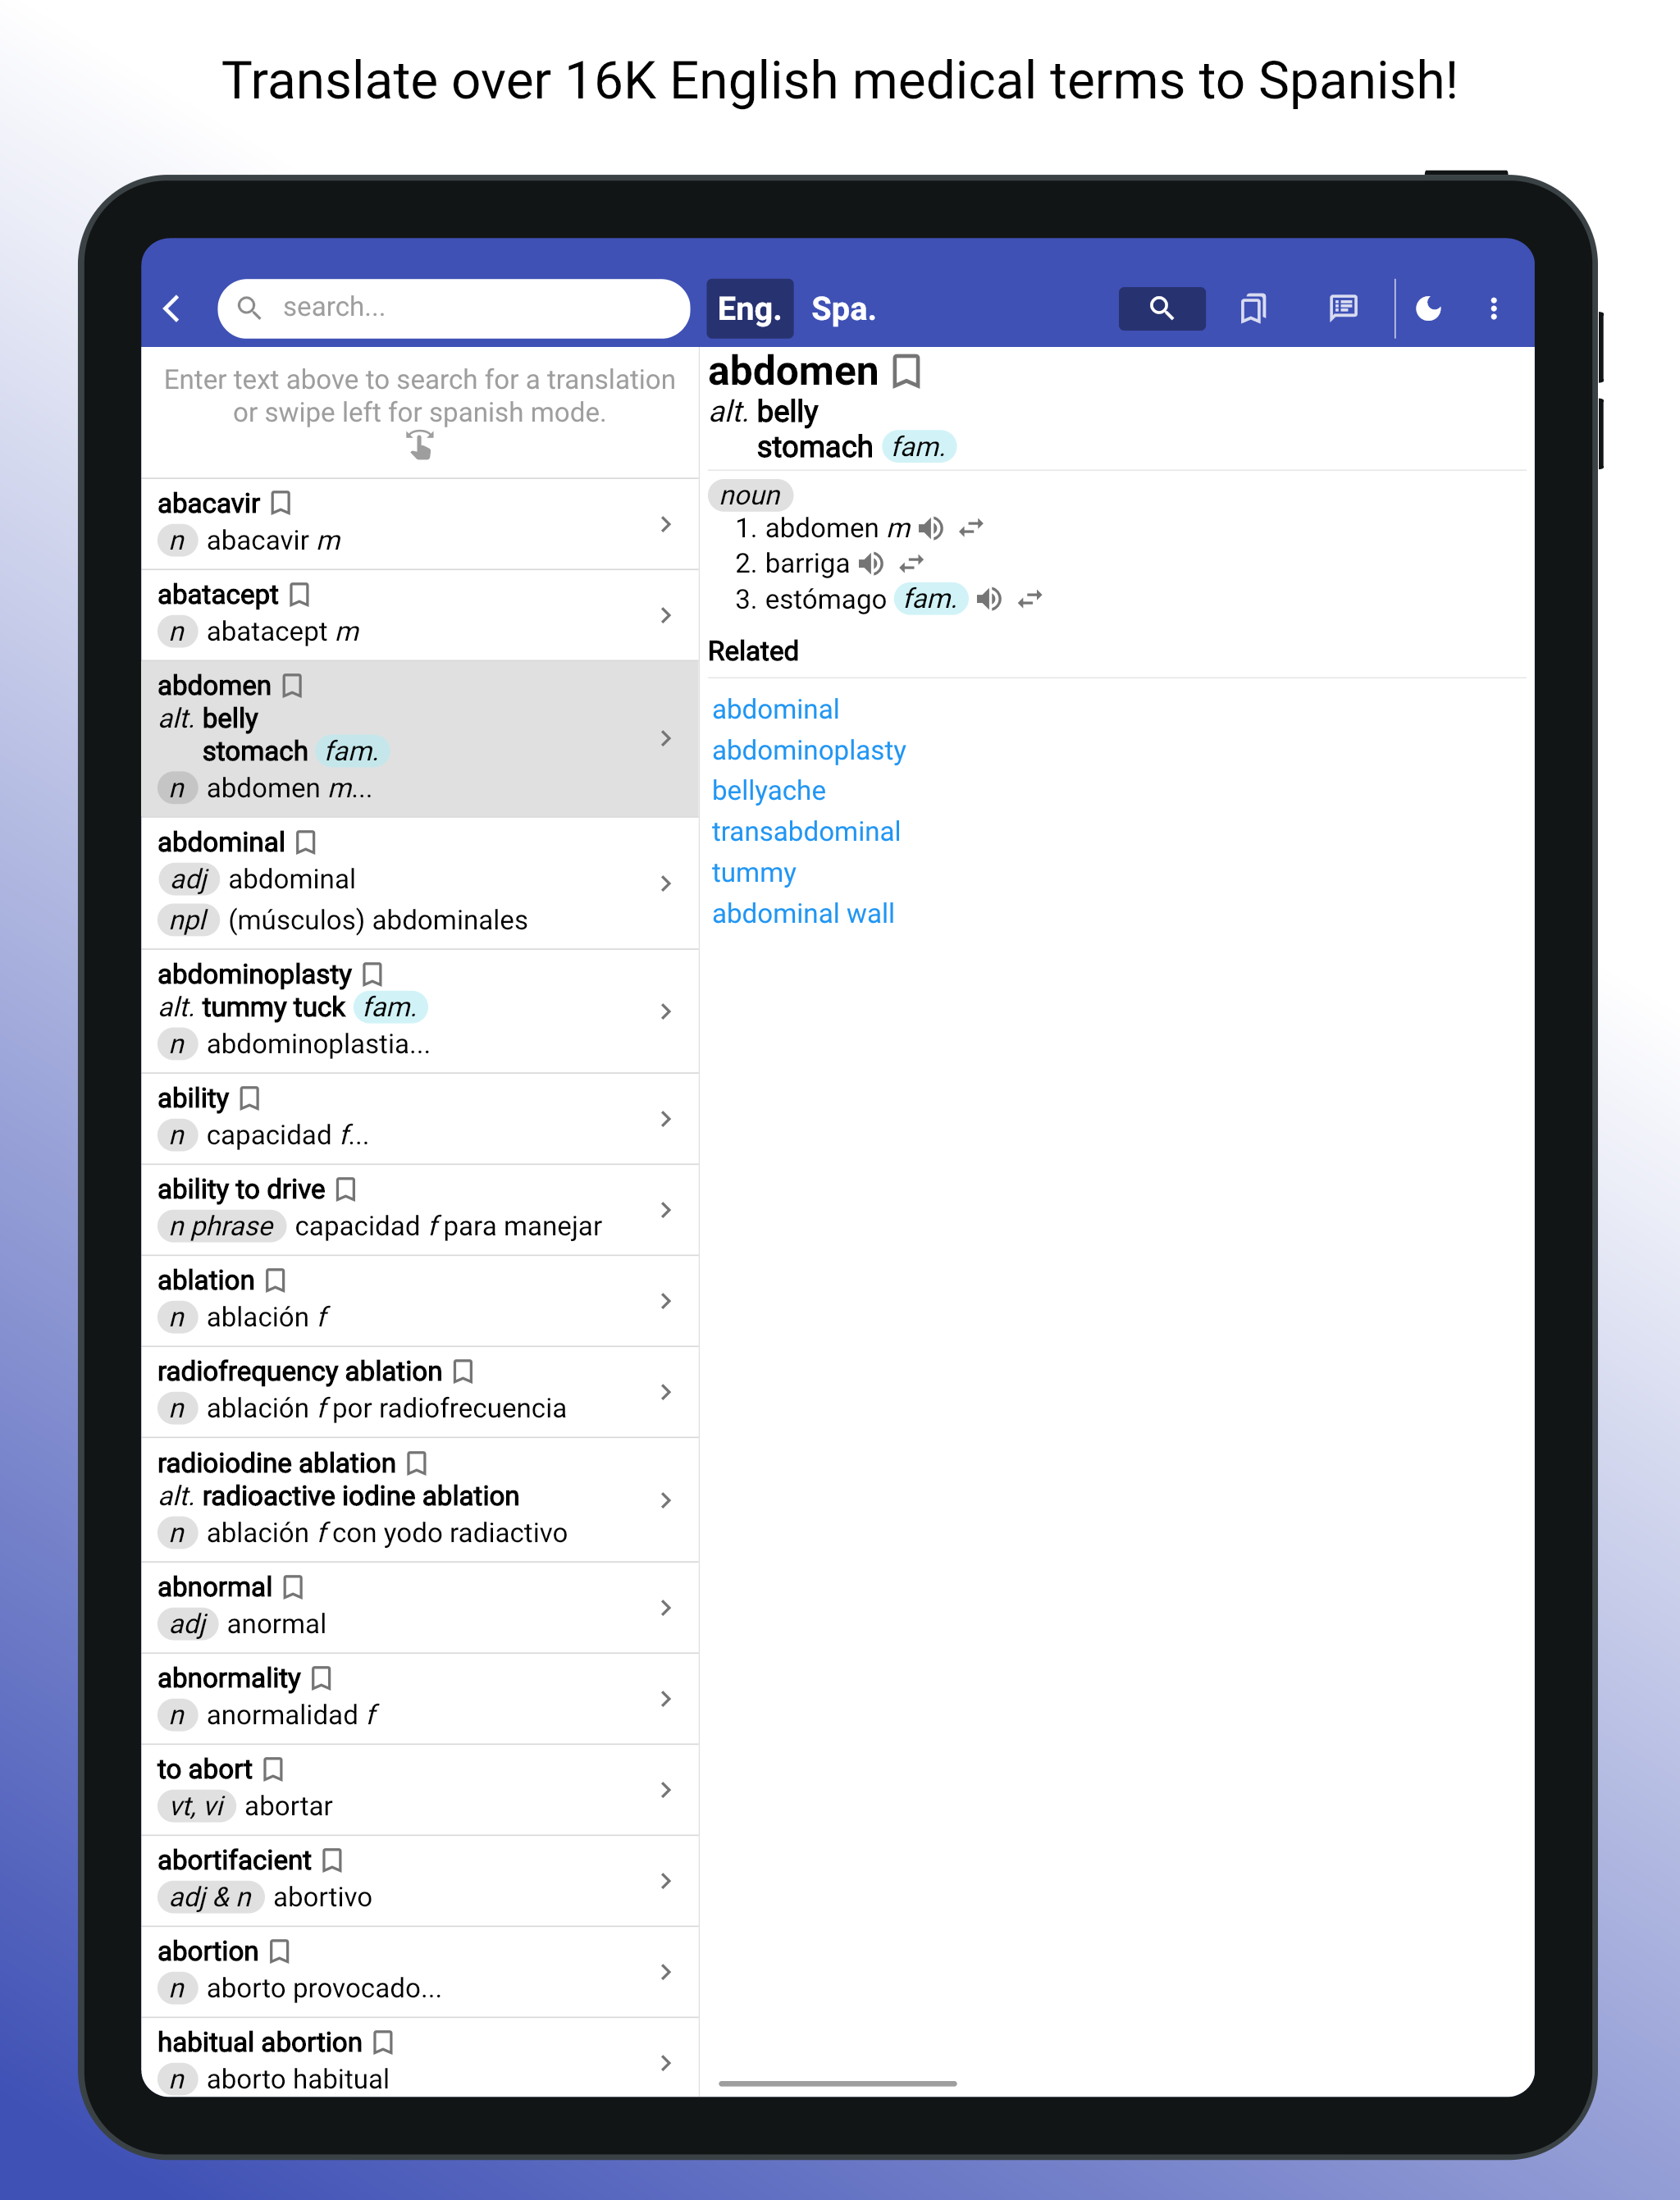 Translate over 16K English medical terms to Spanish!
search...
Eng.
Spa.
Enter text above to search for a translation
or swipe left for spanish mode.
abacavir
n abacavir m
abatacept
n abatacept m
abdomen
alt. belly
stomach fam.
n abdomen m...
abdominal
adj abdominal
npl (músculos) abdominales
abdominoplasty
alt. tummy tuck fam.
n abdominoplastia...
ability
n capacidad f...
ability to drive
n phrase capacidad f para manejar
ablation
n ablación f
radiofrequency ablation
n ablación f por radiofrecuencia
radioiodine ablation
alt. radioactive iodine ablation
n ablación f con yodo radiactivo
abnormal
adj anormal
abnormality
n anormalidad f
to abort
vt, vi abortar
abortifacient
adj & n abortivo
abortion
n aborto provocado...
habitual abortion
n aborto habitual
abdomen
alt. belly
stomach fam.
noun
1. abdomen m
2. barriga
3. estómago fam.
Related
abdominal
abdominoplasty
bellyache
transabdominal
tummy
abdominal wall